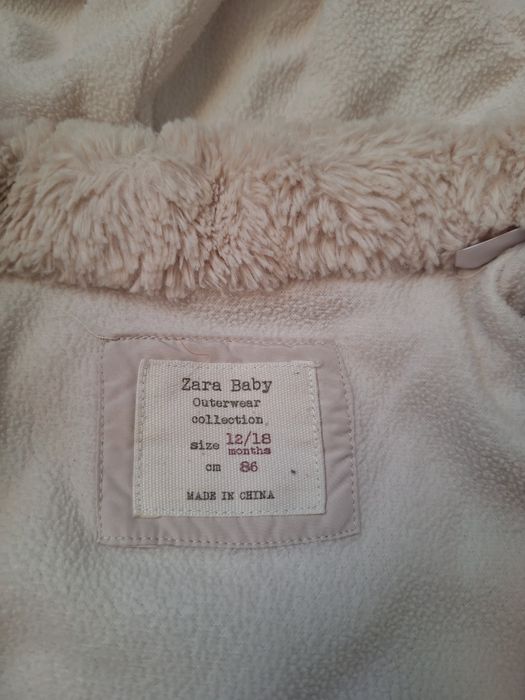 Zara Baby
Outerwear
collection
size 12/18
months
cm 86
MADE IN CHINA